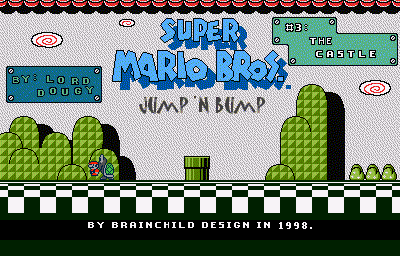 SUPER
MARIO BROS.
JUMP 'N BUMP
#3:
THE
CASTLE
BY: LORD
DOUGY
BY BRAINCHILD DESIGN IN 1998.